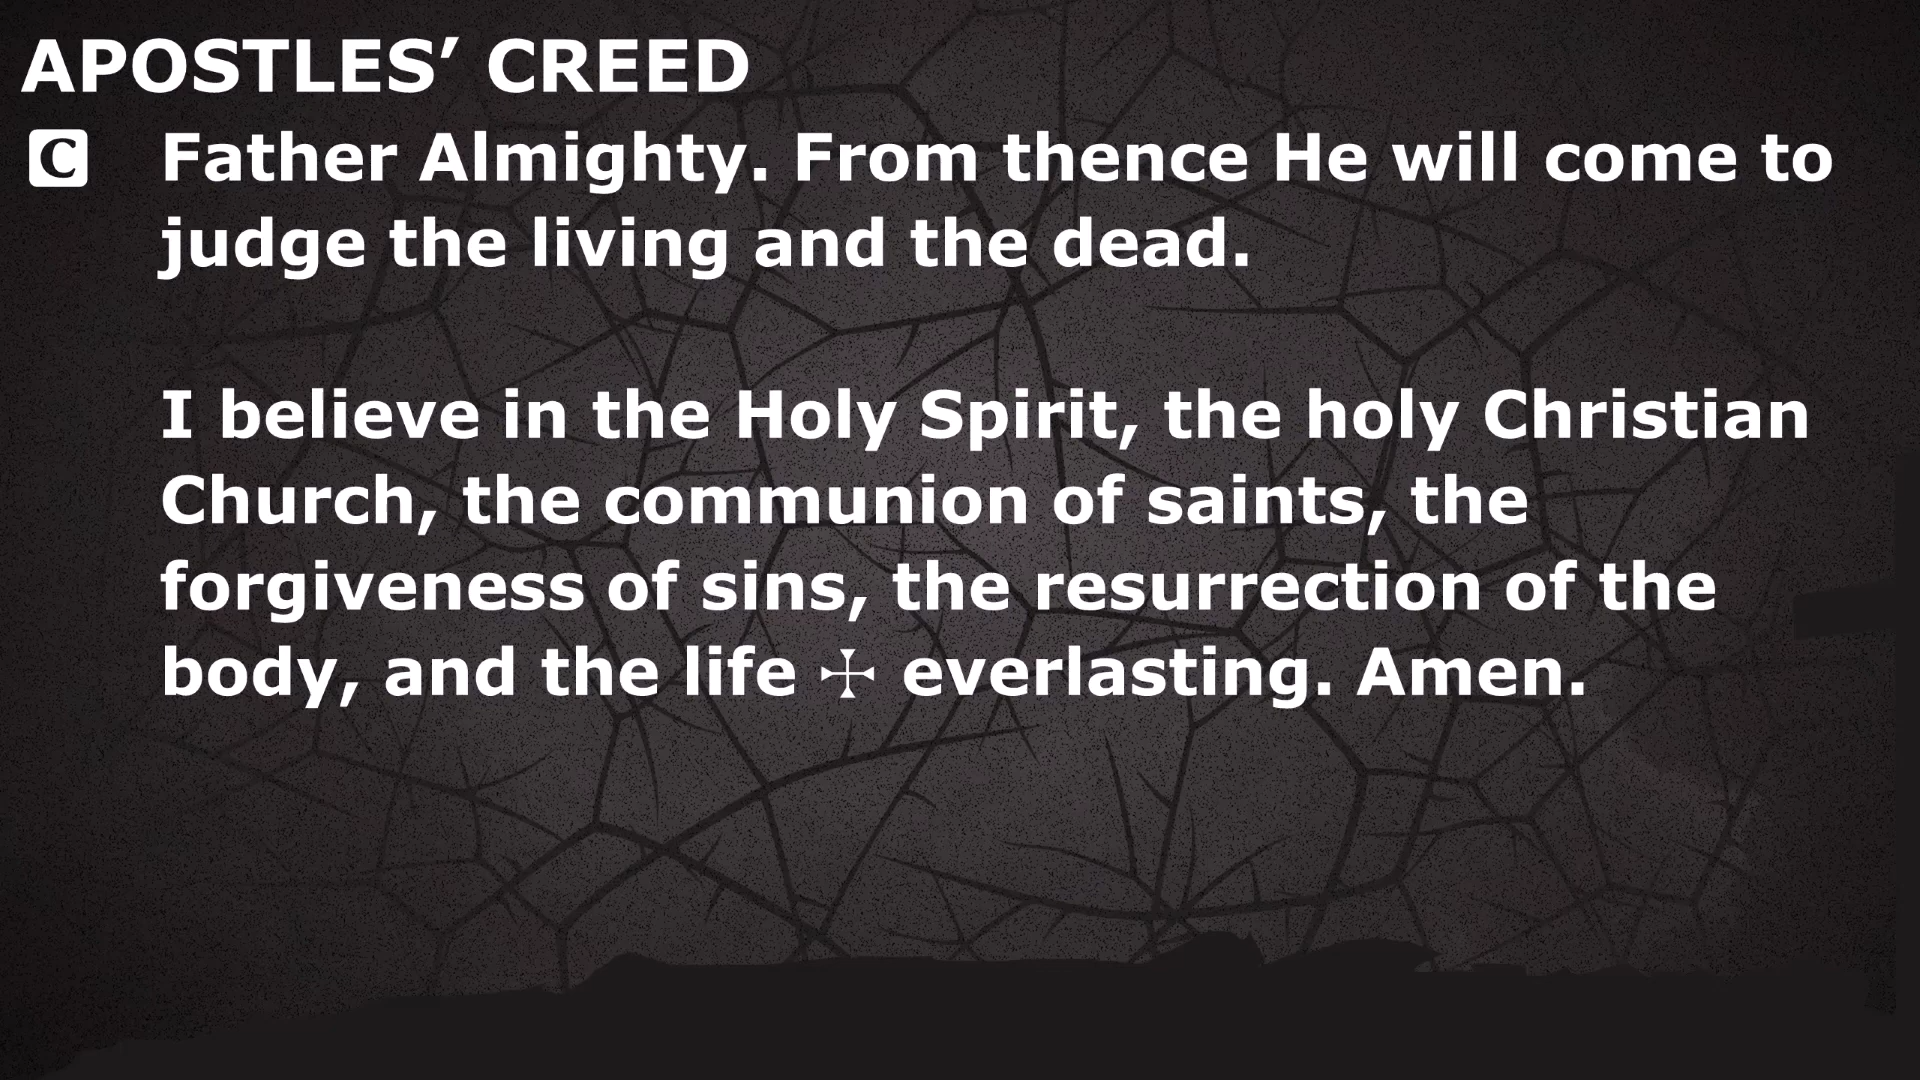 APOSTLES’ CREED
C Father Almighty. From thence He will come to
judge the living and the dead.
I believe in the Holy Spirit, the holy Christian
Church, the communion of saints, the
forgiveness of sins, the resurrection of the
body, and the life ☩ everlasting. Amen.